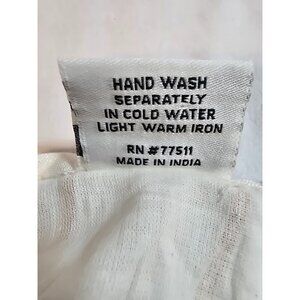 HAND WASH
SEPARATELY
IN COLD WATER
LIGHT WARM IRON
RN #77511
MADE IN INDIA